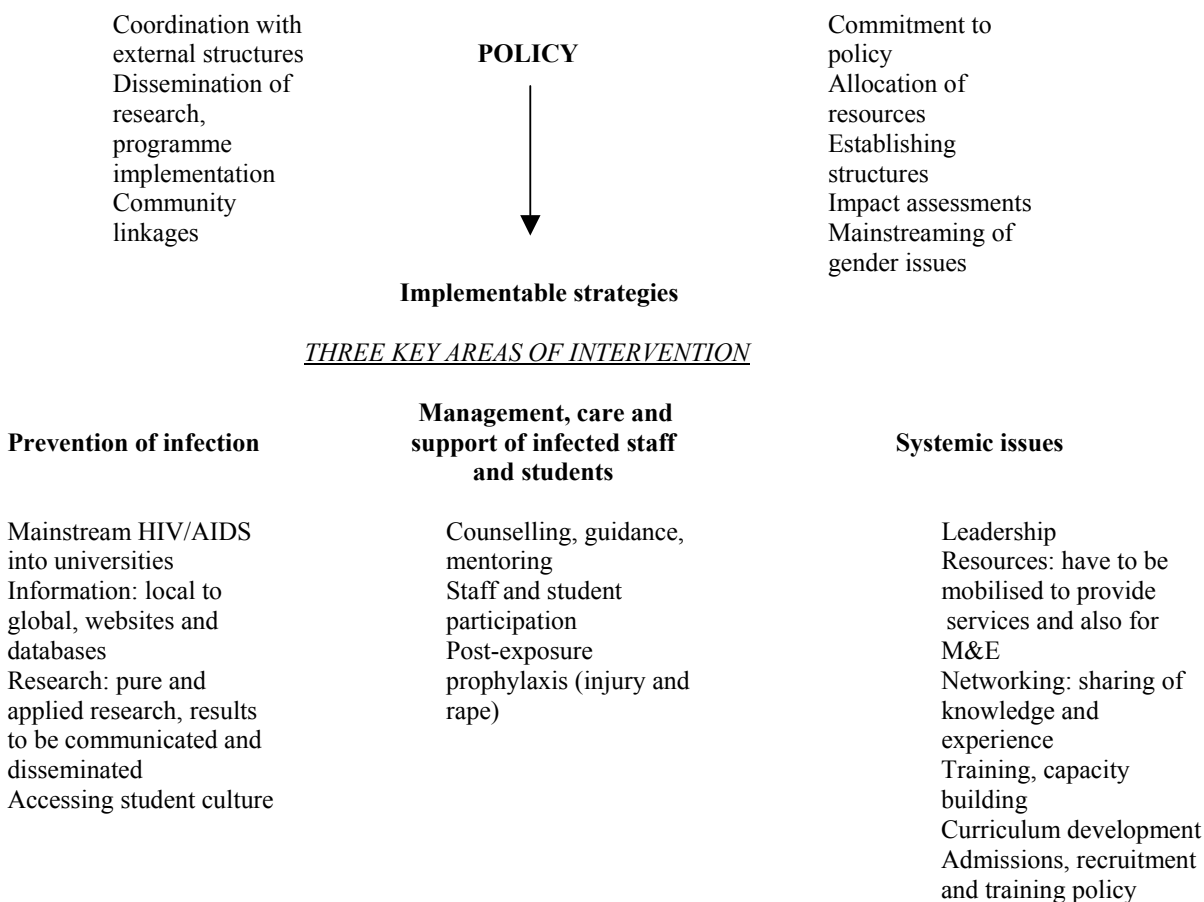 Coordination with
external structures
Dissemination of
research,
programme
implementation
Community
linkages
POLICY
Commitment to
policy
Allocation of
resources
Establishing
structures
Impact assessments
Mainstreaming of
gender issues
Implementable strategies
THREE KEY AREAS OF INTERVENTION
Prevention of infection
Mainstream HIV/AIDS
into universities
Information: local to
global, websites and
databases
Research: pure and
applied research, results
to be communicated and
disseminated
Accessing student culture
Management, care and
support of infected staff
and students
Counselling, guidance,
mentoring
Staff and student
participation
Post-exposure
prophylaxis (injury and
rape)
Systemic issues
Leadership
Resources: have to be
mobilised to provide
services and also for
M&E
Networking: sharing of
knowledge and
experience
Training, capacity
building
Curriculum development
Admissions, recruitment
and training policy